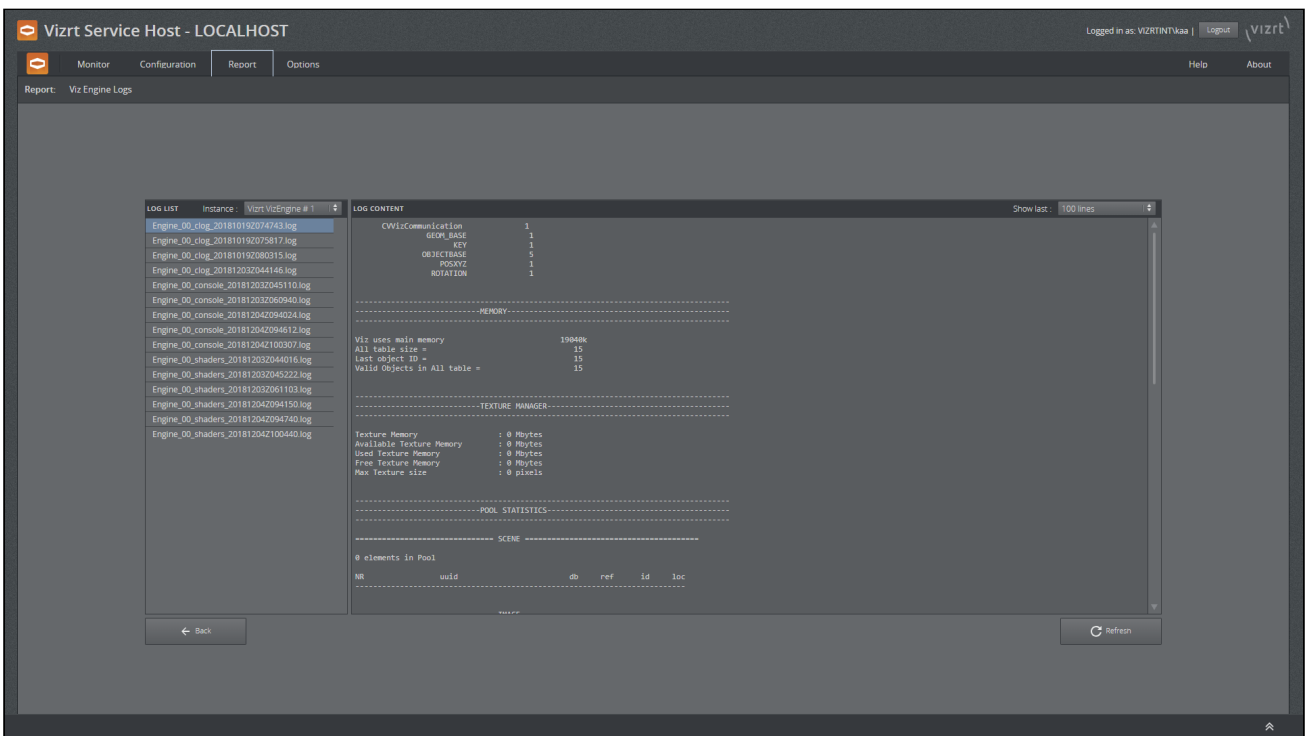 Vizrt Service Host - LOCALHOST
Logged in as: VIZRTINT\kaa | Logout vizrt
Monitor Configuration Report Options Help About
Report: Viz Engine Logs
LOG LIST Instance : Vizrt VizEngine # 1
Engine_00_clog_20181019Z074743.log
Engine_00_clog_20181019Z075817.log
Engine_00_clog_20181019Z080315.log
Engine_00_clog_20181203Z044146.log
Engine_00_console_20181203Z045110.log
Engine_00_console_20181203Z060940.log
Engine_00_console_20181204Z094024.log
Engine_00_console_20181204Z094612.log
Engine_00_console_20181204Z100307.log
Engine_00_shaders_20181203Z044016.log
Engine_00_shaders_20181203Z045222.log
Engine_00_shaders_20181203Z061103.log
Engine_00_shaders_20181204Z094150.log
Engine_00_shaders_20181204Z094740.log
Engine_00_shaders_20181204Z100440.log
LOG CONTENT Show last : 100 lines
CVVizCommunication 1
GEOM_BASE 1
KEY 1
OBJECTBASE 5
POSXYZ 1
ROTATION 1
------------------------------------------------------------------------------------
----------------------------MEMORY--------------------------------------------------
------------------------------------------------------------------------------------
Viz uses main memory 19040k
All table size = 15
Last object ID = 15
Valid Objects in All table = 15
------------------------------------------------------------------------------------
----------------------------TEXTURE MANAGER-----------------------------------------
------------------------------------------------------------------------------------
Texture Memory : 0 Mbytes
Available Texture Memory : 0 Mbytes
Used Texture Memory : 0 Mbytes
Free Texture Memory : 0 Mbytes
Max Texture size : 0 pixels
------------------------------------------------------------------------------------
----------------------------POOL STATISTICS-----------------------------------------
------------------------------------------------------------------------------------
=============================== SCENE =======================================
0 elements in Pool
NR uuid db ref id loc
--------------------------------------------------------------------------
← Back
Refresh